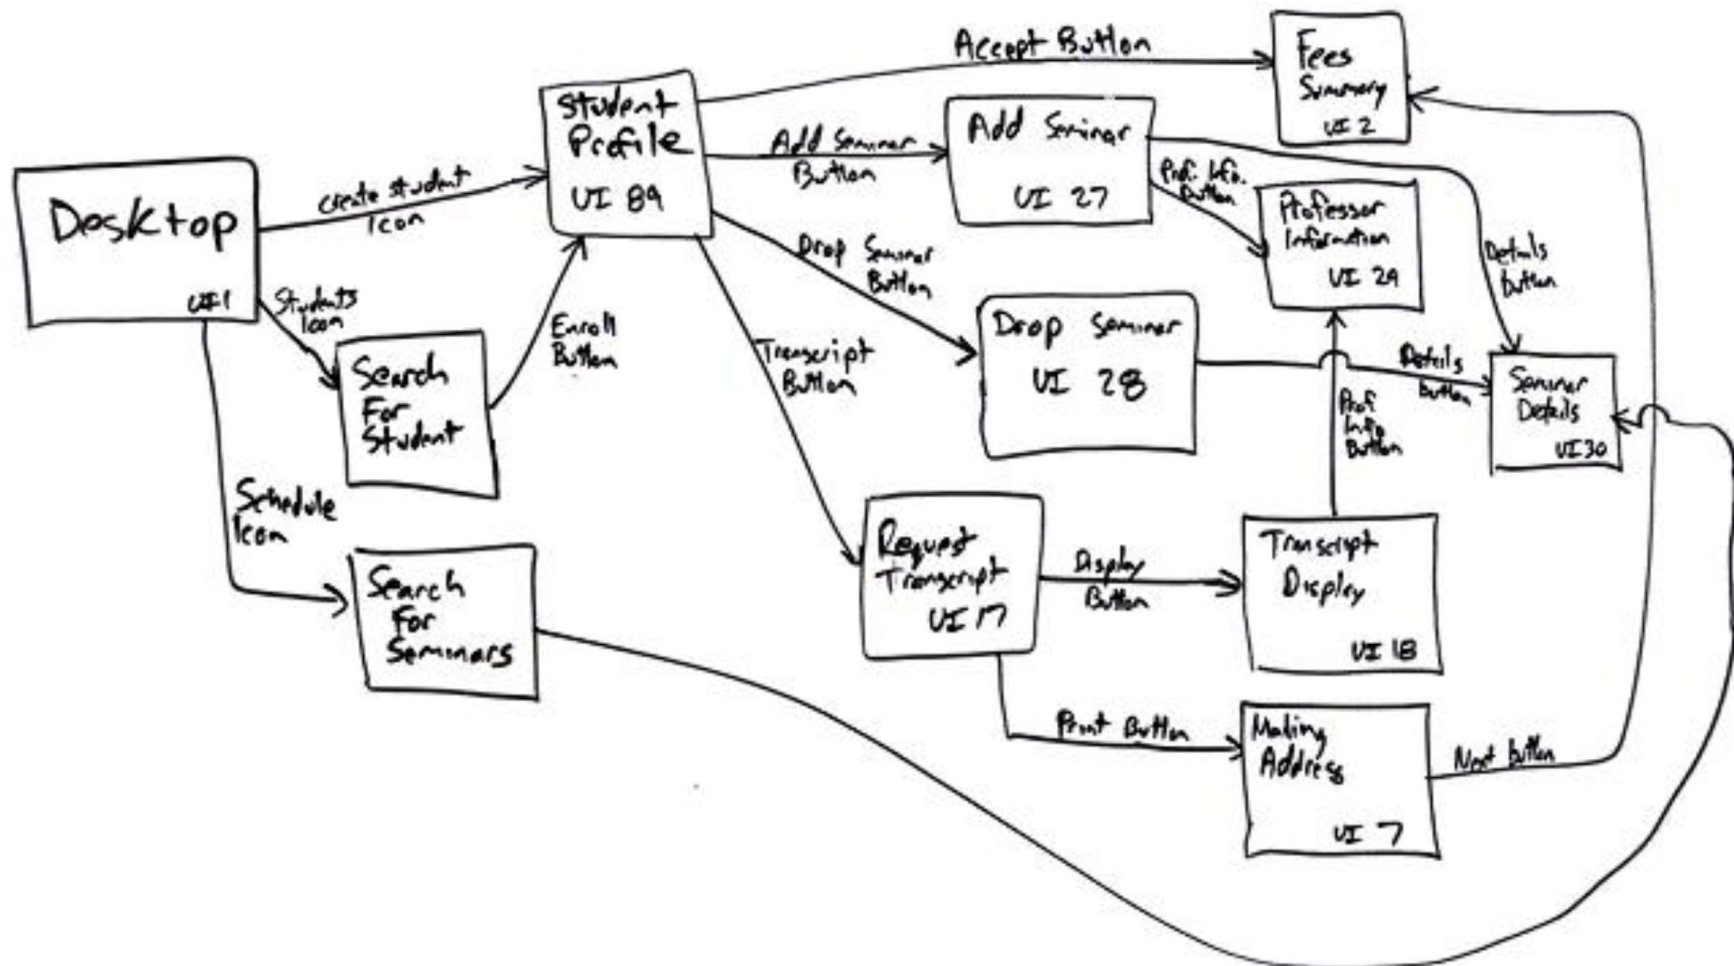 Desktop
UI 1
create student
Icon
Students
Icon
Schedule
Icon
Search
For
Student
Enroll
Button
Search
For
Seminars
Student
Profile
UI 89
Accept Button
Add Seminar
Button
Drop Seminar
Button
Transcript
Button
Fees
Summary
UI 2
Add Seminar
UI 27
Prof. Info.
Button
Professor
Information
UI 29
Details
button
Drop Seminar
UI 28
Details
button
Seminar
Details
UI 30
Prof
Info
Button
Request
Transcript
UI 17
Display
Button
Transcript
Display
UI 18
Print Button
Mailing
Address
UI 7
Next button